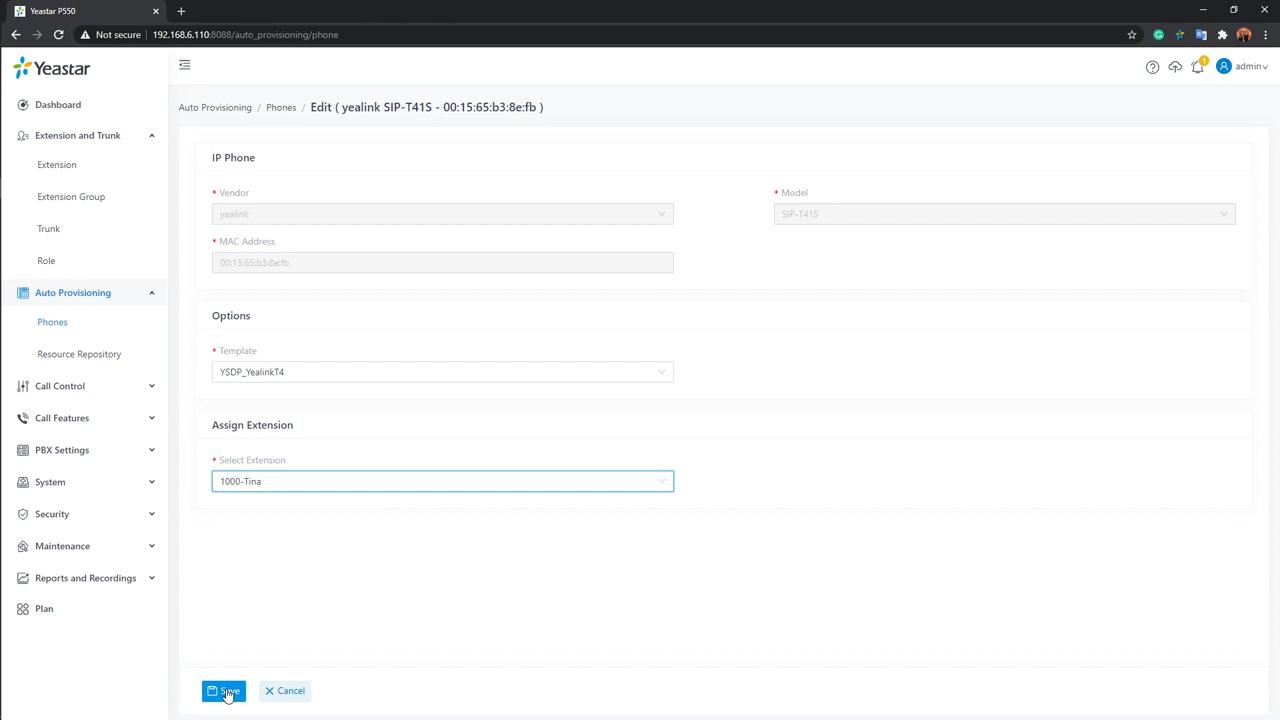 Yeastar P550
Not secure | 192.168.6.110:8088/auto_provisioning/phone
Yeastar
1
admin
Dashboard
Extension and Trunk
Extension
Extension Group
Trunk
Role
Auto Provisioning
Phones
Resource Repository
Call Control
Call Features
PBX Settings
System
Security
Maintenance
Reports and Recordings
Plan
Auto Provisioning / Phones / Edit ( yealink SIP-T41S - 00:15:65:b3:8e:fb )
IP Phone
* Vendor
yealink
* Model
SIP-T41S
* MAC Address
00:15:65:b3:8e:fb
Options
* Template
YSDP_YealinkT4
Assign Extension
* Select Extension
1000-Tina
Save
Cancel